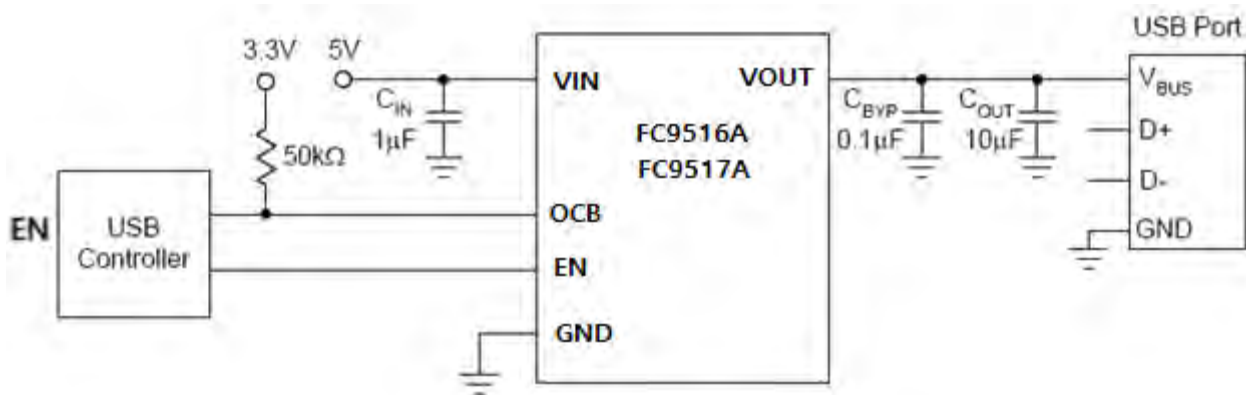 USB Port
3.3V 5V
VIN VOUT VBUS
CIN CBYP COUT
1μF FC9516A 0.1μF 10μF D+
50kΩ FC9517A
D-
OCB
EN USB GND
Controller
EN
GND